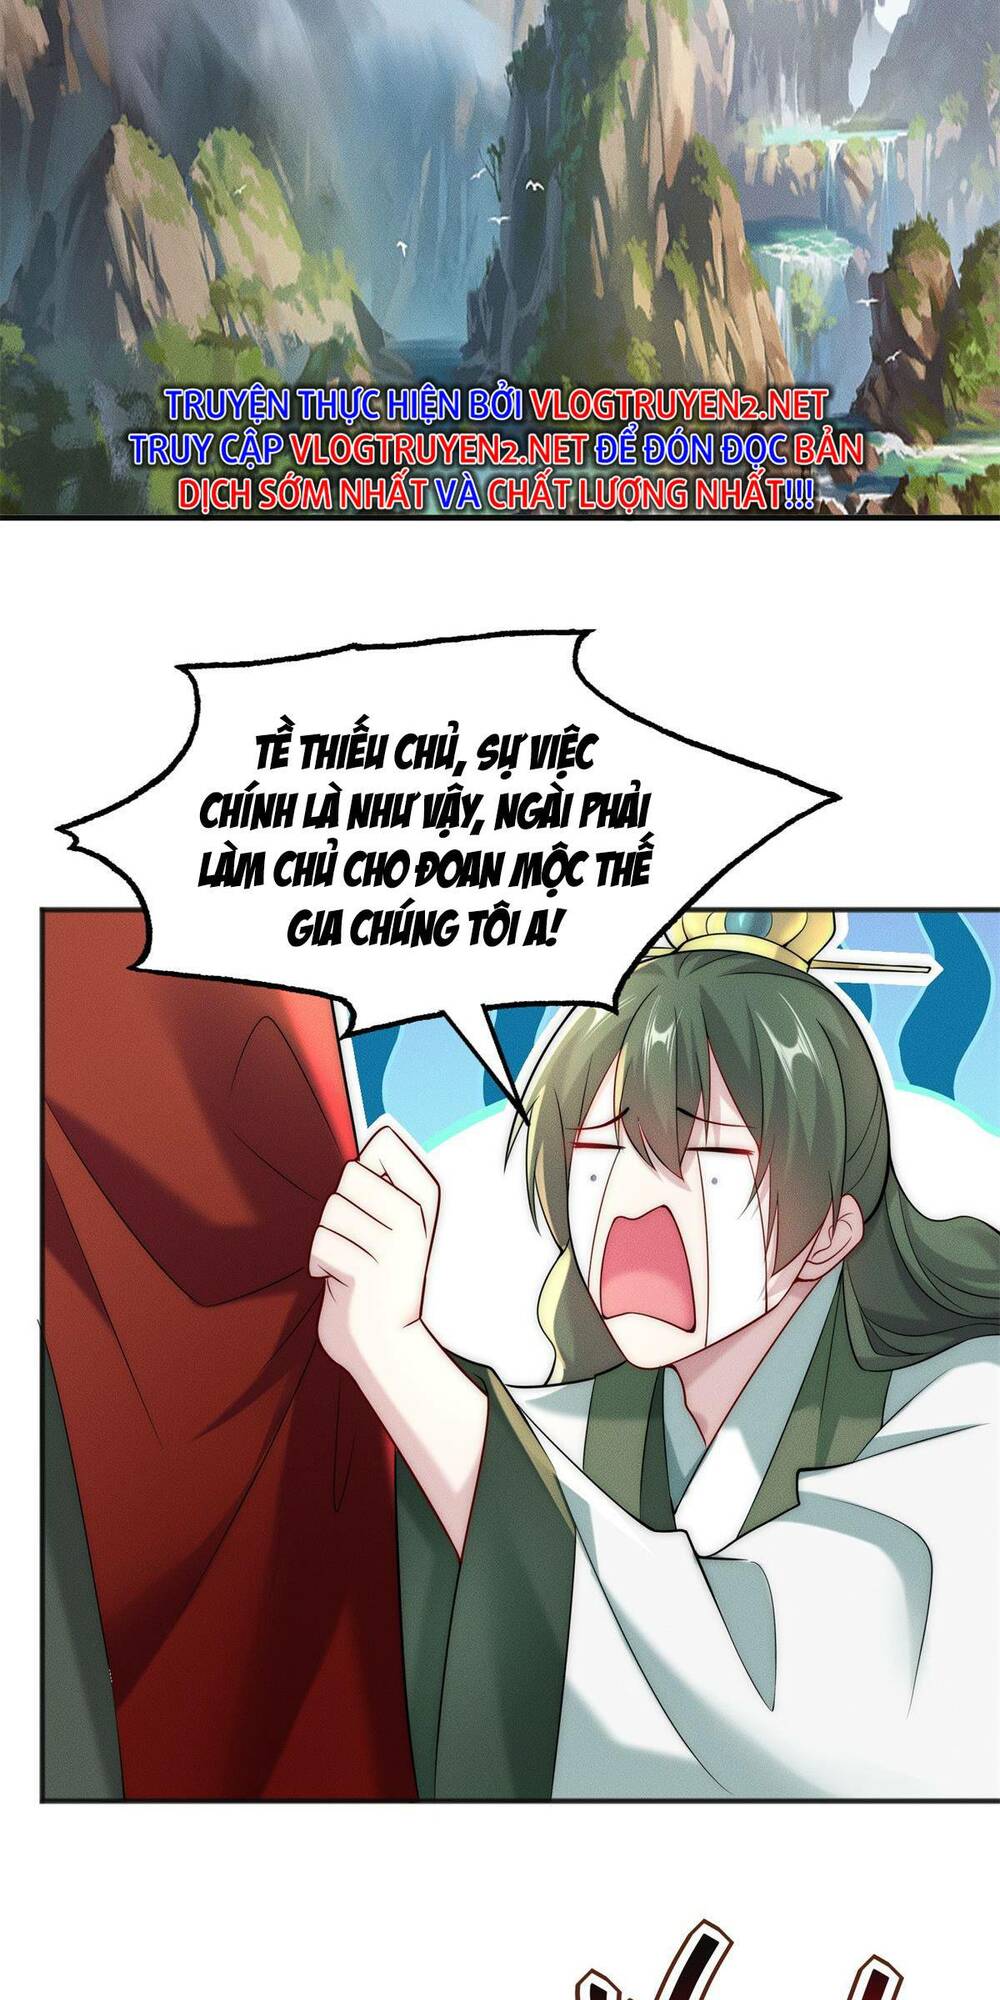 TRUYỆN THỰC HIỆN BỞI VLOGTRUYEN2.NET
TRUY CẬP VLOGTRUYEN2.NET ĐỂ ĐÓN ĐỌC BẢN
DỊCH SỚM NHẤT VÀ CHẤT LƯỢNG NHẤT!!!
TỀ THIẾU CHỦ, SỰ VIỆC
CHÍNH LÀ NHƯ VẬY, NGÀI PHẢI
LÀM CHỦ CHO ĐOAN MỘC THẾ
GIA CHÚNG TÔI A!